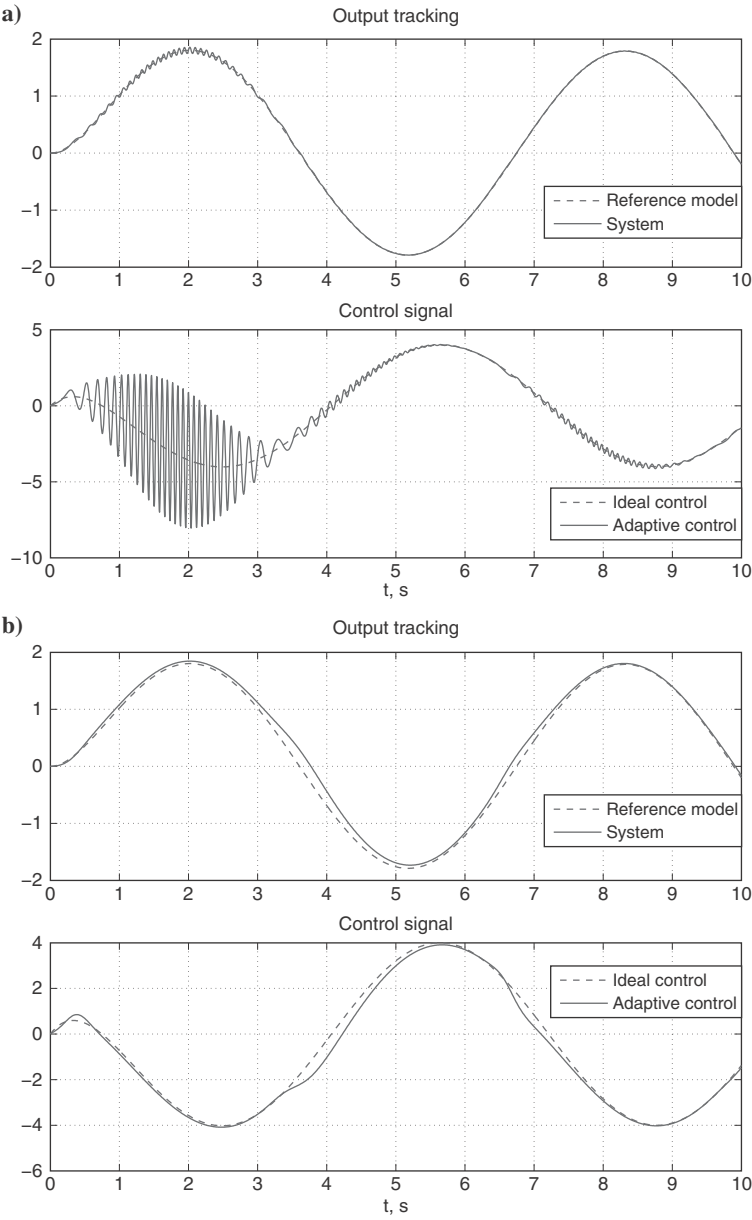 a)
Output tracking
2
1
0
−1
−2
Reference model
System
0 1 2 3 4 5 6 7 8 9 10
Control signal
5
0
−5
−10
Ideal control
Adaptive control
0 1 2 3 4 5 6 7 8 9 10
t, s
b)
Output tracking
2
1
0
−1
−2
Reference model
System
0 1 2 3 4 5 6 7 8 9 10
Control signal
4
2
0
−2
−4
−6
Ideal control
Adaptive control
0 1 2 3 4 5 6 7 8 9 10
t, s